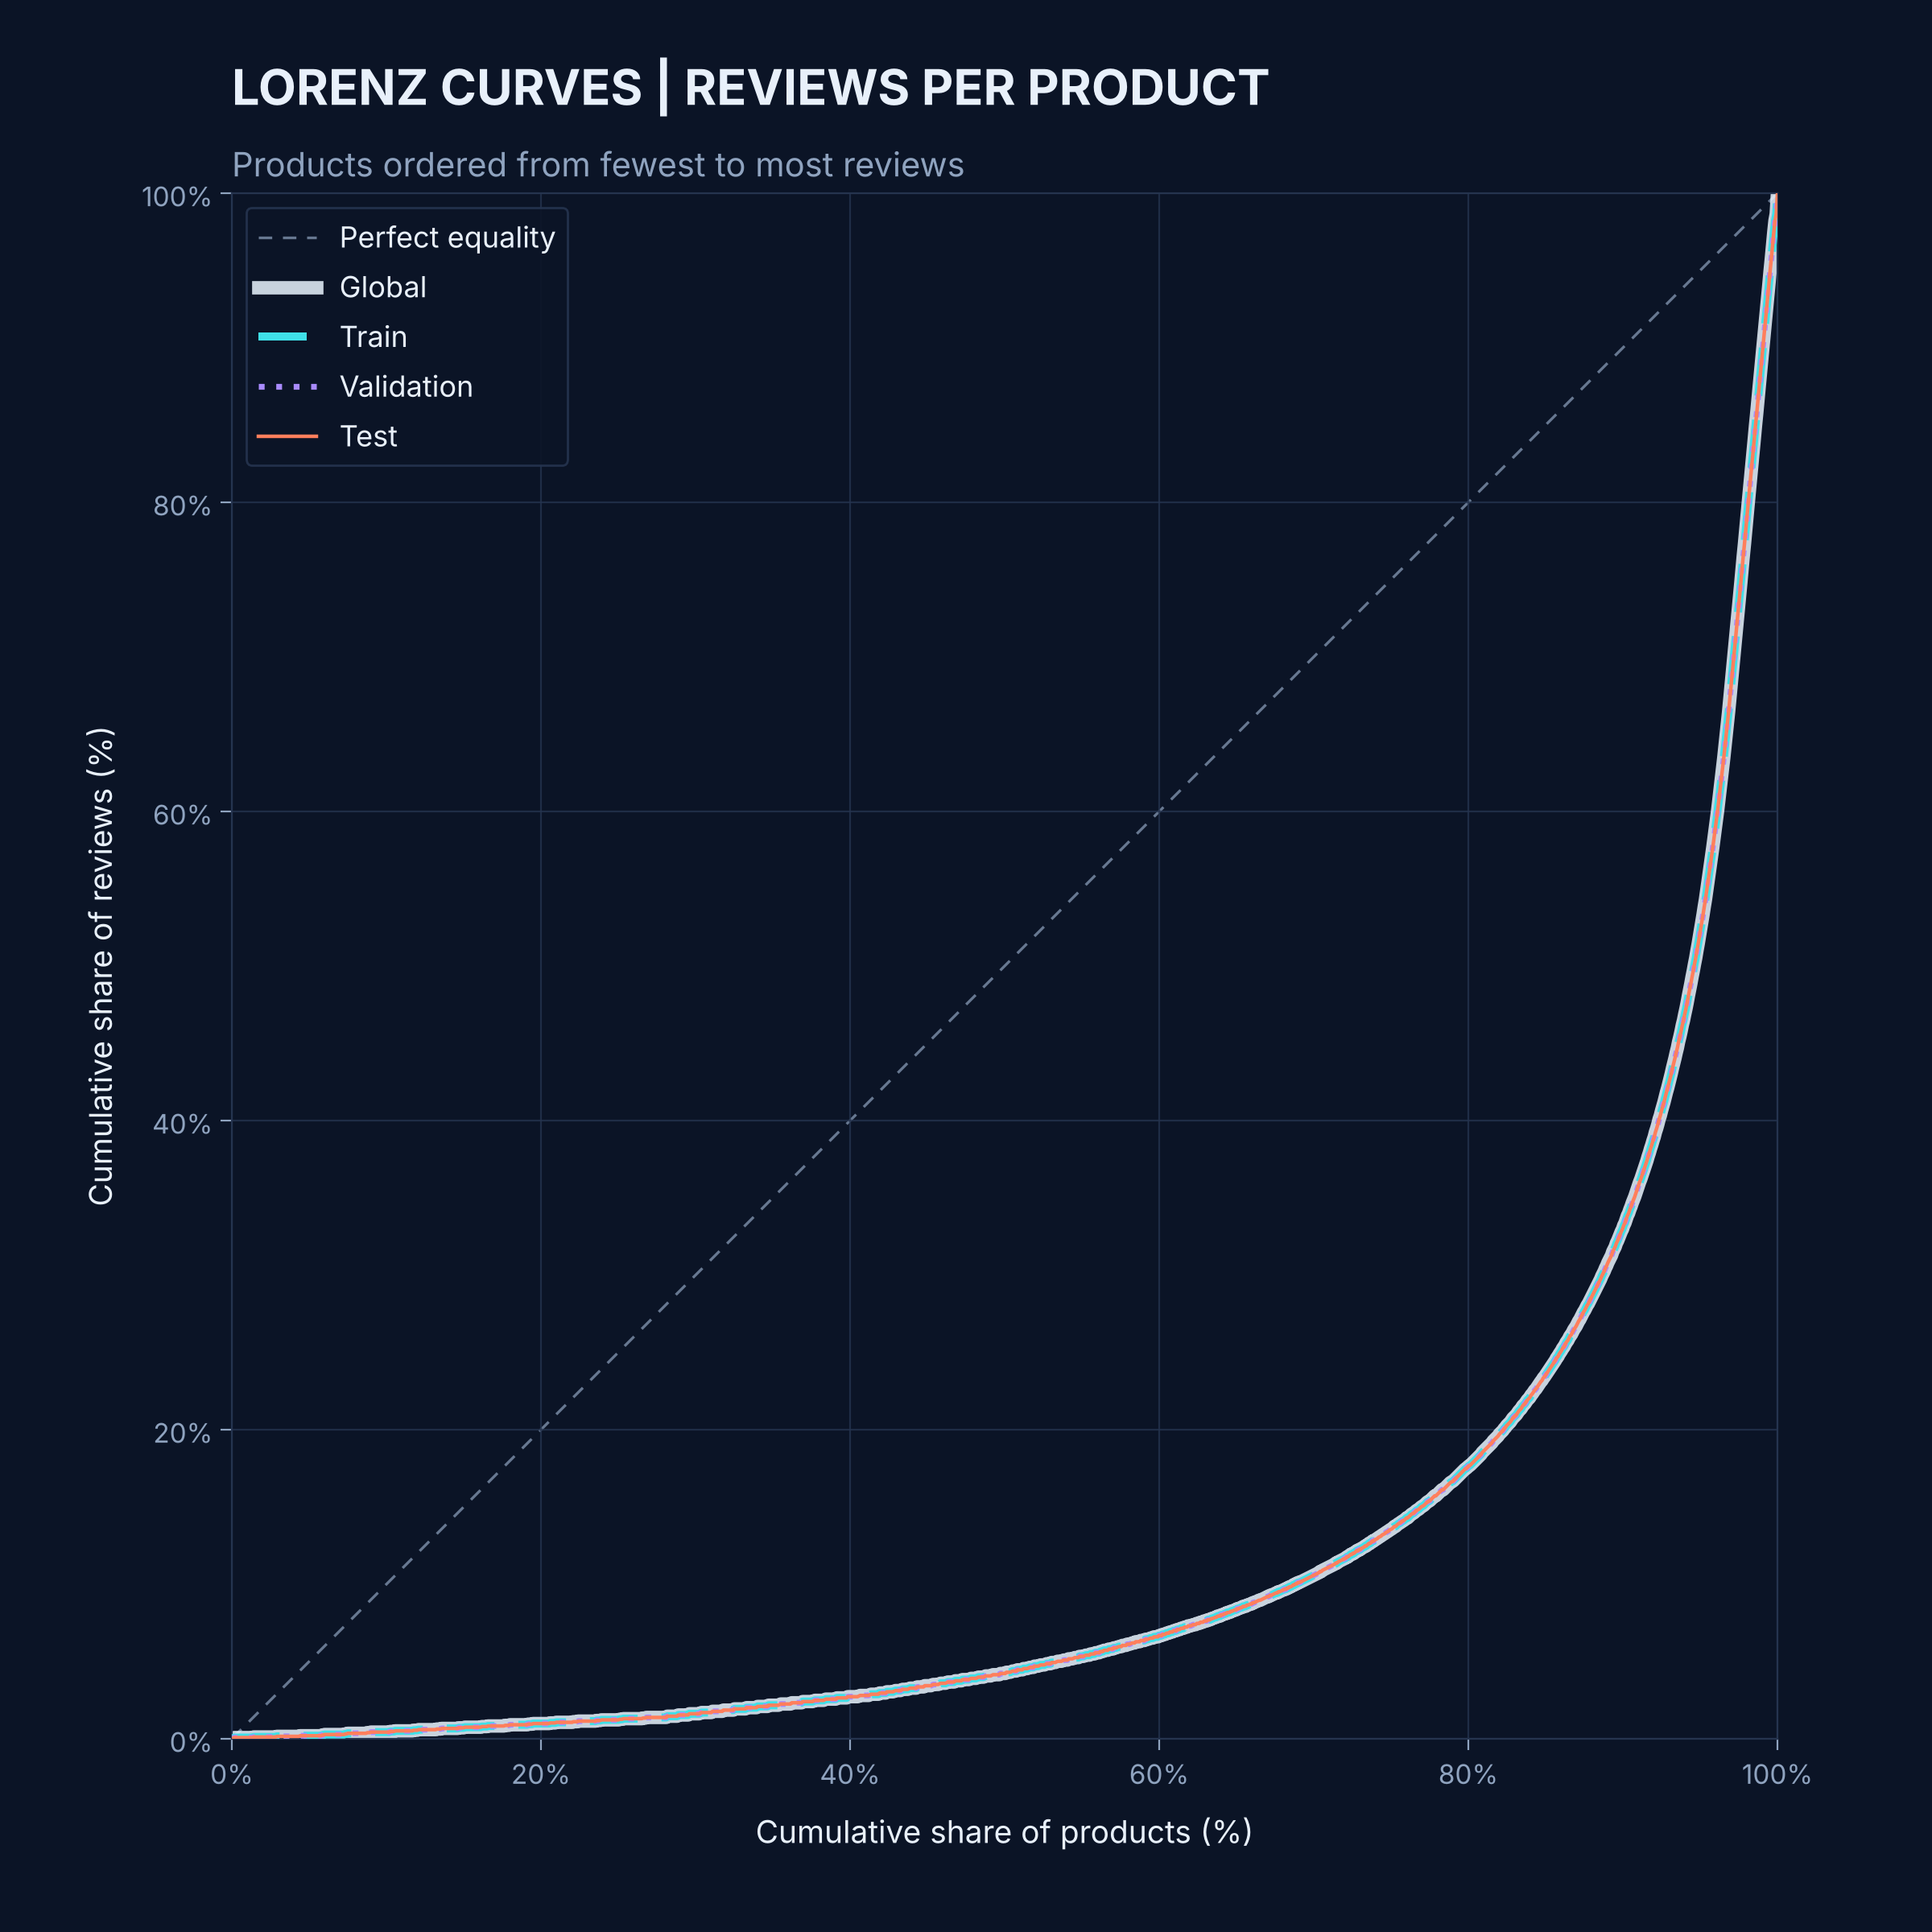 LORENZ CURVES | REVIEWS PER PRODUCT
Products ordered from fewest to most reviews
100%
80%
60%
40%
20%
0%
Perfect equality
Global
Train
Validation
Test
Cumulative share of reviews (%)
0% 20% 40% 60% 80% 100%
Cumulative share of products (%)